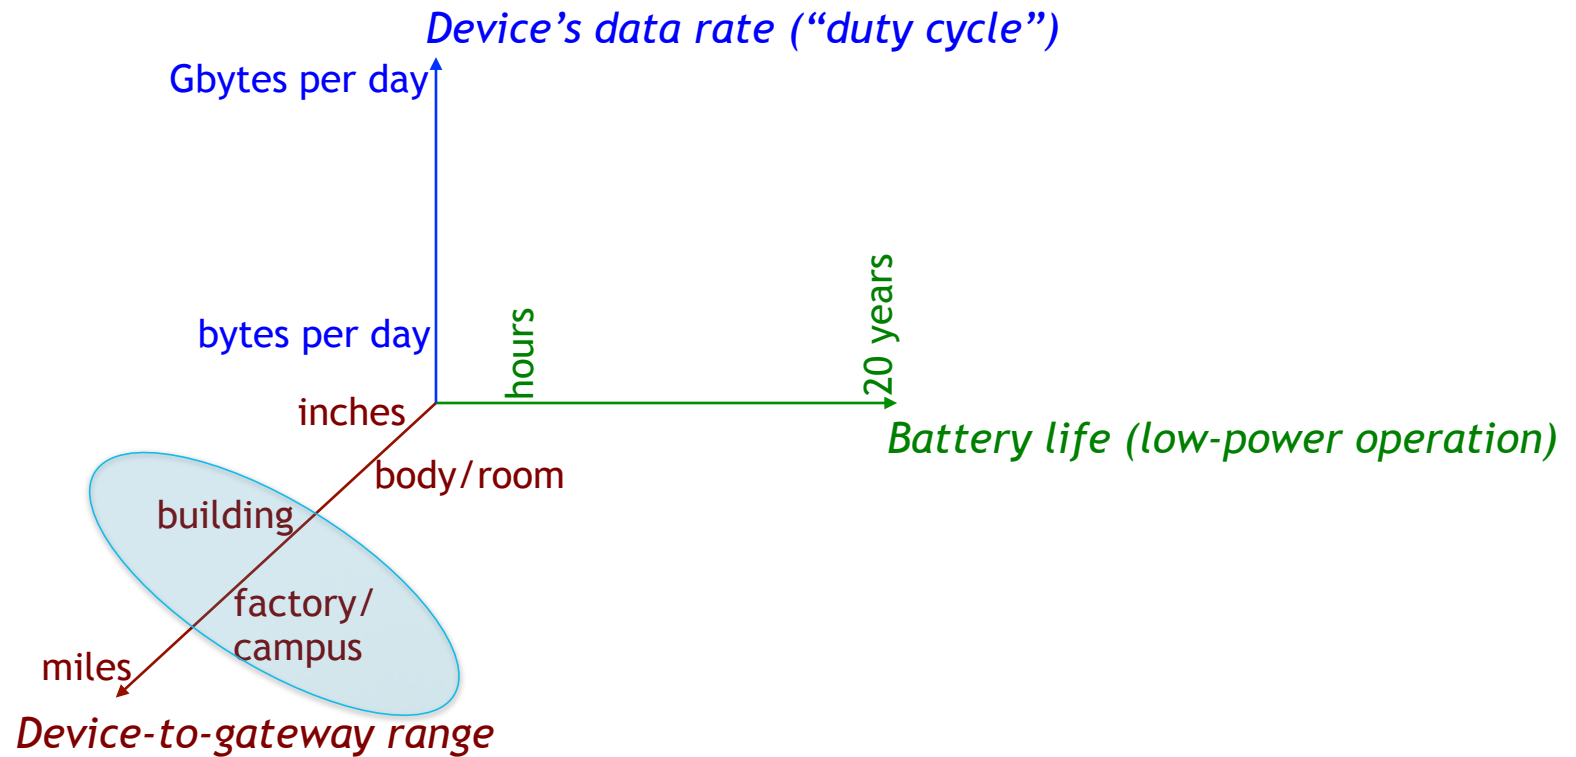 Device’s data rate (“duty cycle”)
Gbytes per day
bytes per day
hours
20 years
inches
Battery life (low-power operation)
body/room
building
factory/
campus
miles
Device-to-gateway range